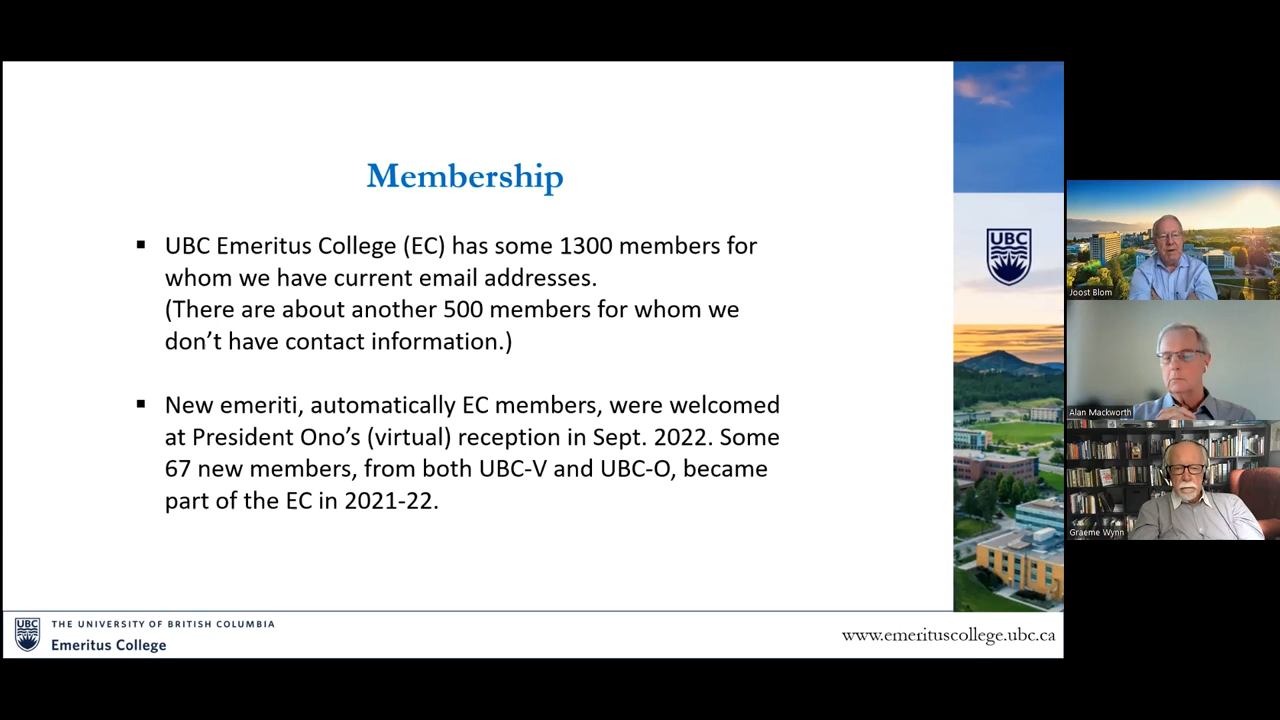 Membership
▪ UBC Emeritus College (EC) has some 1300 members for
whom we have current email addresses.
(There are about another 500 members for whom we
don’t have contact information.)
▪ New emeriti, automatically EC members, were welcomed
at President Ono’s (virtual) reception in Sept. 2022. Some
67 new members, from both UBC-V and UBC-O, became
part of the EC in 2021-22.
UBC
UBC
THE UNIVERSITY OF BRITISH COLUMBIA
Emeritus College
www.emerituscollege.ubc.ca
Joost Blom
Alan Mackworth
Graeme Wynn